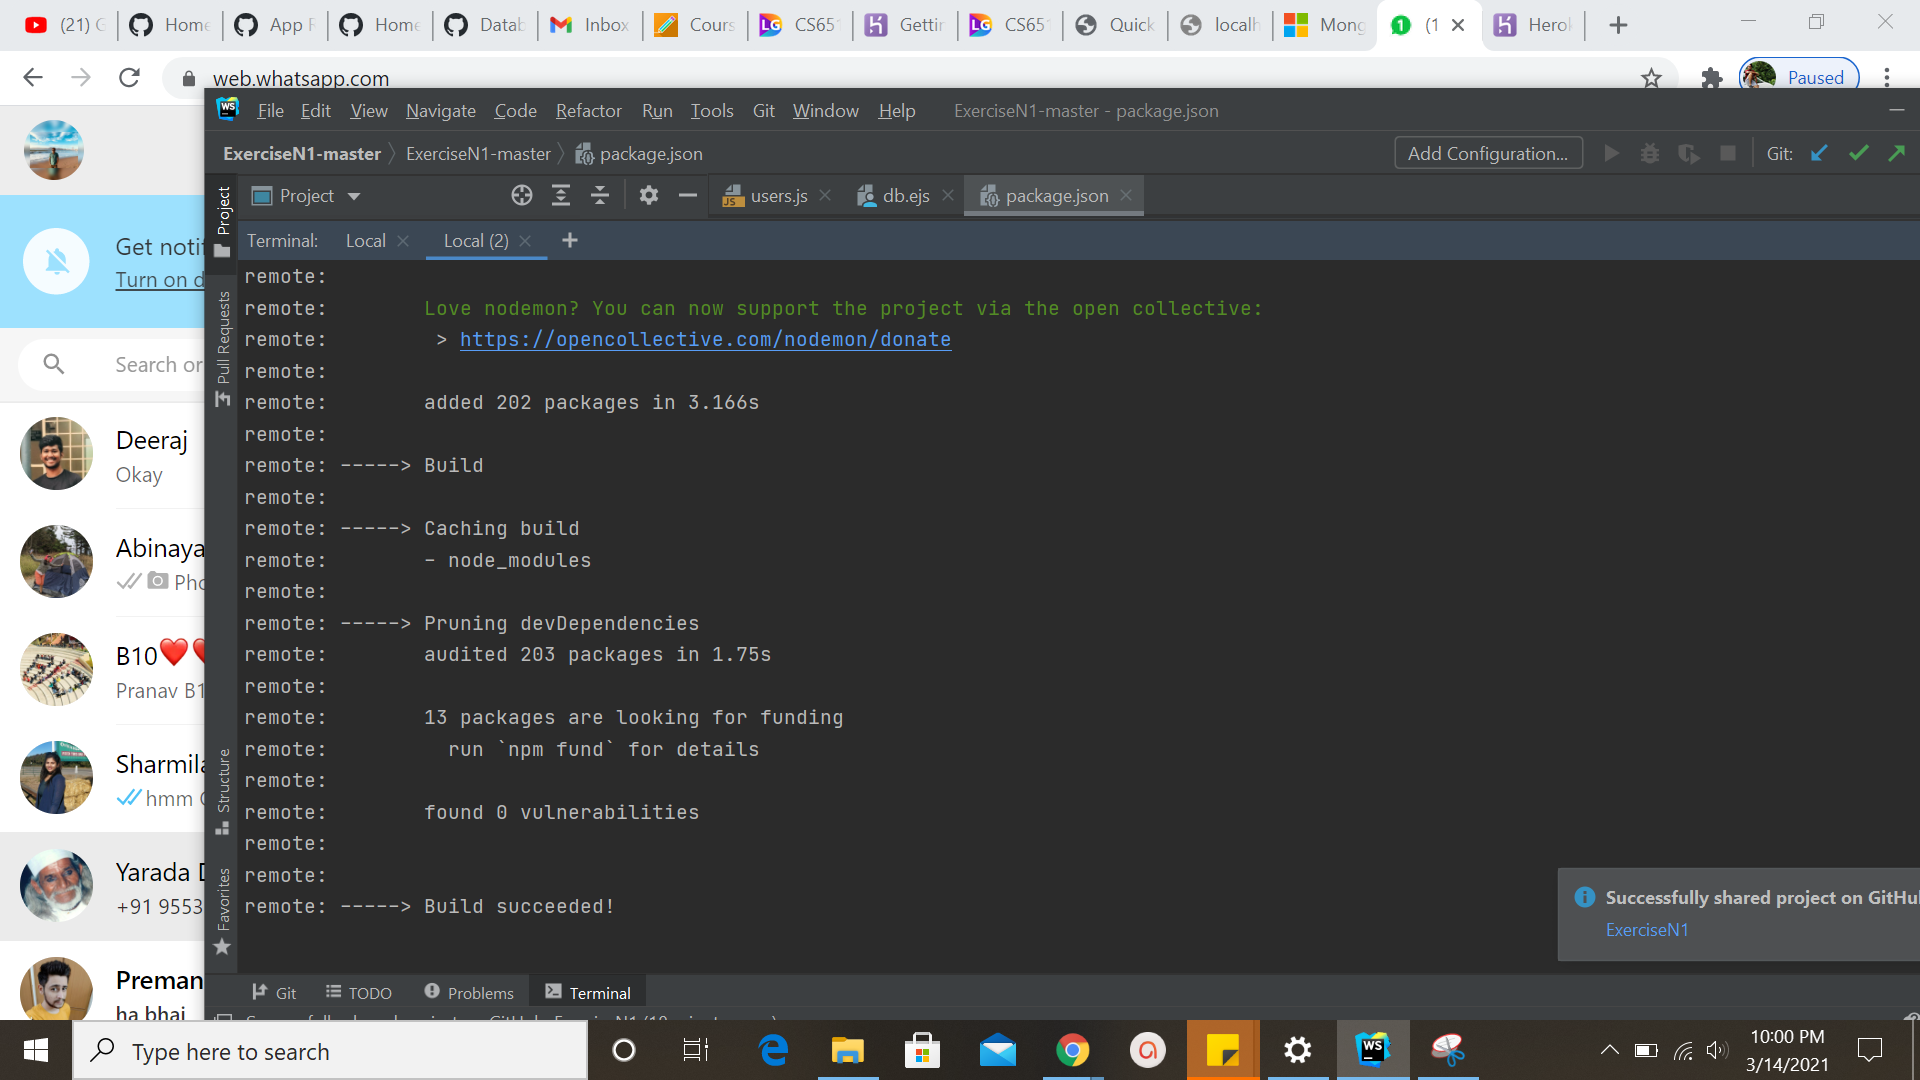 (21) G
Home
App F
Home
Datab
Inbox
Cours
CS651
Gettin
CS651
Quick
localh
Mong
(1
Herok
web.whatsapp.com
Paused
File Edit View Navigate Code Refactor Run Tools Git Window Help ExerciseN1-master - package.json
ExerciseN1-master ExerciseN1-master package.json
Add Configuration...
Git:
Project
users.js
db.ejs
package.json
Terminal: Local Local (2)
Project
Pull Requests
Structure
Favorites
remote:
remote: Love nodemon? You can now support the project via the open collective:
remote: > https://opencollective.com/nodemon/donate
remote:
remote: added 202 packages in 3.166s
remote:
remote: -----> Build
remote:
remote: -----> Caching build
remote: - node_modules
remote:
remote: -----> Pruning devDependencies
remote: audited 203 packages in 1.75s
remote:
remote: 13 packages are looking for funding
remote: run `npm fund` for details
remote:
remote: found 0 vulnerabilities
remote:
remote:
remote: -----> Build succeeded!
Successfully shared project on GitHu
ExerciseN1
Git TODO Problems Terminal
Get notif
Turn on d
Search or
Deeraj
Okay
Abinaya
Pho
B10❤️❤️
Pranav B1
Sharmila
hmm
Yarada D
+91 9553
Preman
ha bhai
Type here to search
10:00 PM
3/14/2021